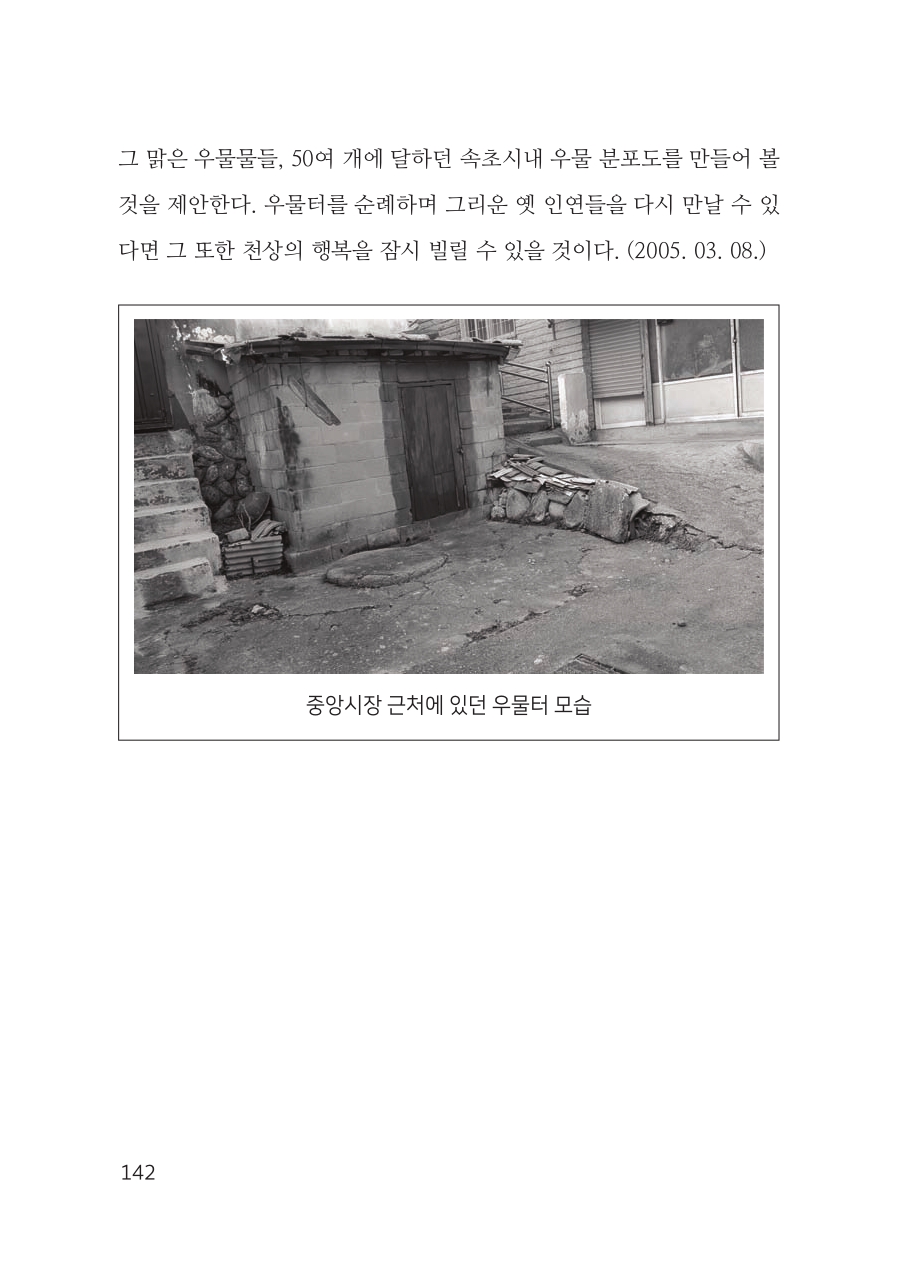 그 맑은 우물물들, 50여 개에 달하던 속초시내 우물 분포도를 만들어 볼
것을 제안한다. 우물터를 순례하며 그리운 옛 인연들을 다시 만날 수 있
다면 그 또한 천상의 행복을 잠시 빌릴 수 있을 것이다. (2005. 03. 08.)
중앙시장 근처에 있던 우물터 모습
142